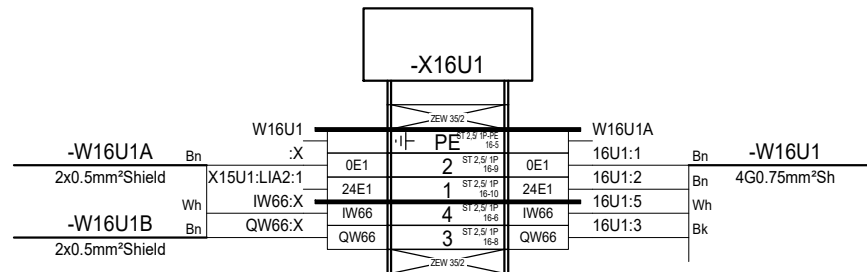 -X16U1
ZEW 35/2
W16U1
W16U1A
PE ST 2,5/ 1P-PE 16-5
-W16U1A Bn :X 0E1 2 ST 2,5/ 1P 16-9 0E1 16U1:1 Bn -W16U1
2x0.5mm²Shield X15U1:LIA2:1 24E1 1 ST 2,5/ 1P 16-10 24E1 16U1:2 Bn 4G0.75mm²Sh
Wh IW66:X IW66 4 ST 2,5/ 1P 16-6 IW66 16U1:5 Wh
-W16U1B Bn QW66:X QW66 3 ST 2,5/ 1P 16-8 QW66 16U1:3 Bk
2x0.5mm²Shield
ZEW 35/2